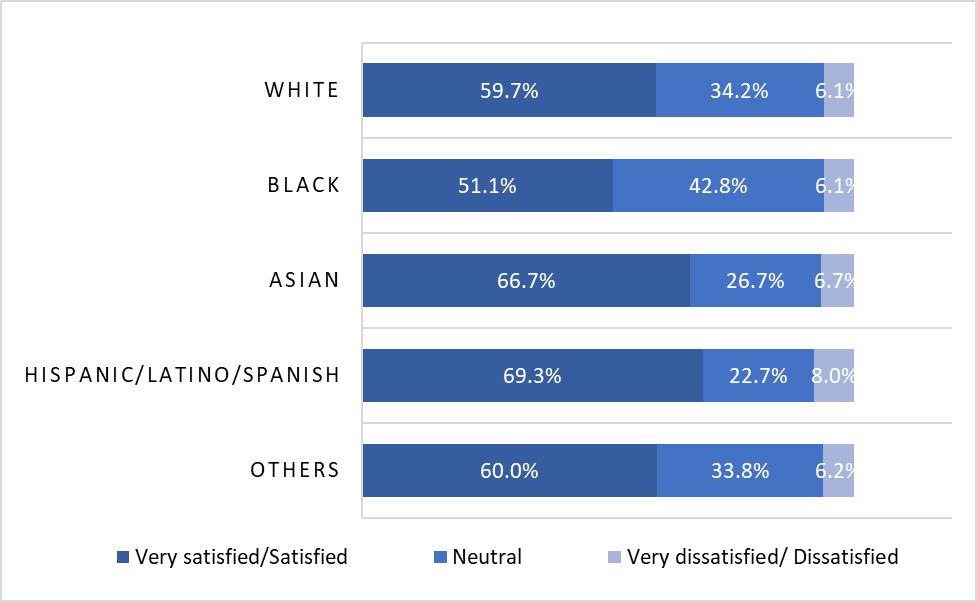 WHITE 59.7% 34.2% 6.1%
BLACK 51.1% 42.8% 6.1%
ASIAN 66.7% 26.7% 6.7%
HISPANIC/LATINO/SPANISH 69.3% 22.7% 8.0%
OTHERS 60.0% 33.8% 6.2%
Very satisfied/Satisfied Neutral Very dissatisfied/ Dissatisfied